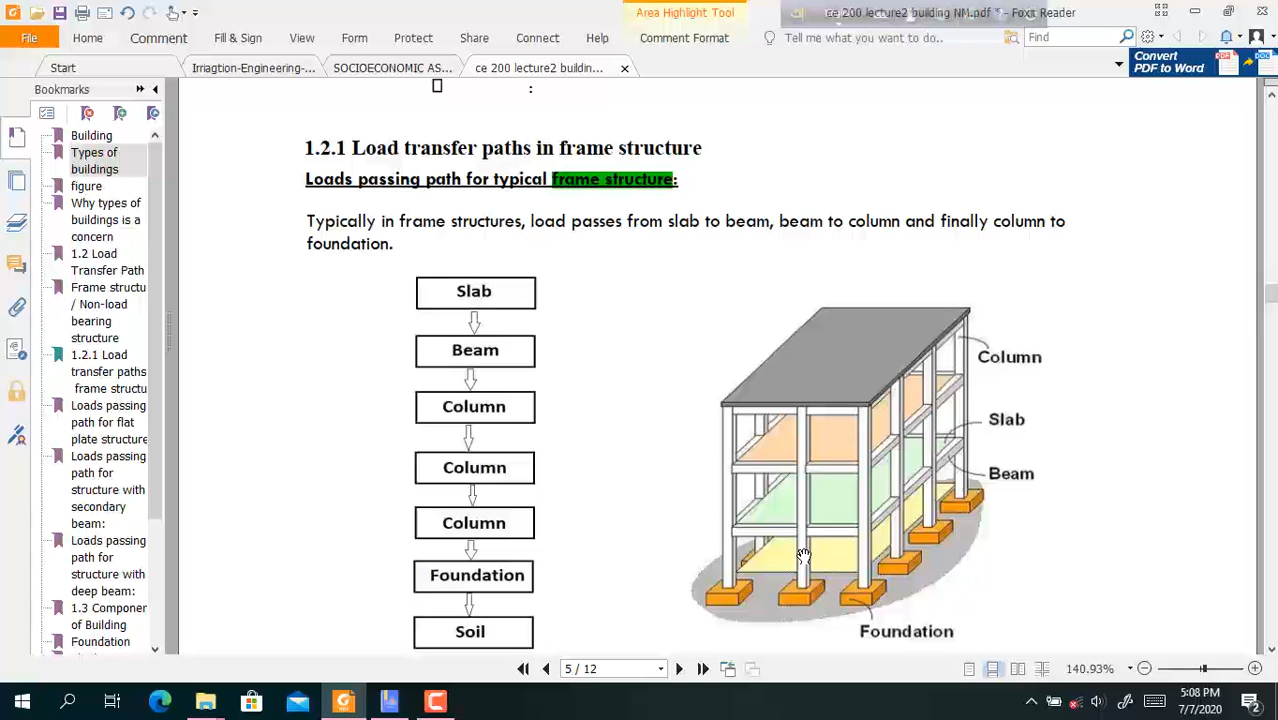 Area Highlight Tool
ce 200 lecture2 building NM.pdf * - Foxit Reader
File
Home
Comment
Fill & Sign
View
Form
Protect
Share
Connect
Help
Comment Format
Tell me what you want to do..
Find
Start
Irriagtion-Engineering-...
SOCIOECONOMIC AS...
ce 200 lecture2 buildin...
Convert
PDF to Word
Bookmarks
Building
Types of
buildings
figure
Why types of
buildings is a
concern
1.2 Load
Transfer Path
Frame structu
/ Non-load
bearing
structure
1.2.1 Load
transfer paths
frame structu
Loads passing
path for flat
plate structure
Loads passing
path for
structure with
secondary
beam:
Loads passing
path for
structure with
deep beam:
1.3 Component
of Building
Foundation
:
1.2.1 Load transfer paths in frame structure
Loads passing path for typical frame structure:
Typically in frame structures, load passes from slab to beam, beam to column and finally column to
foundation.
Slab
Beam
Column
Column
Column
Foundation
Soil
Column
Slab
Beam
Foundation
5 / 12
140.93%
5:08 PM
7/7/2020
2